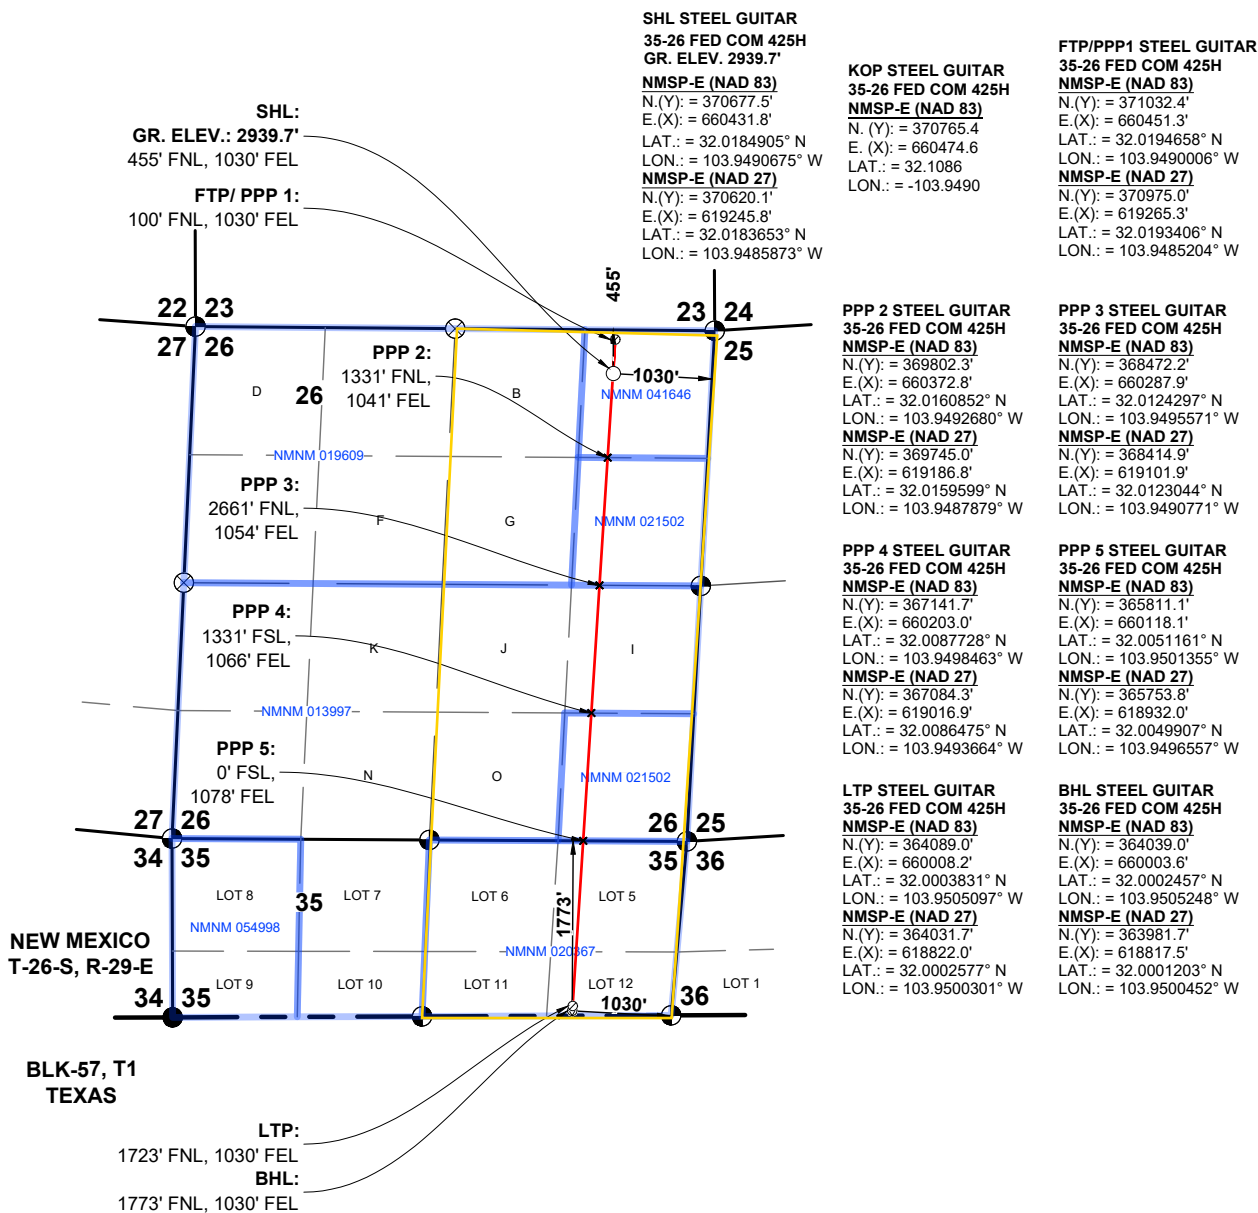 SHL STEEL GUITAR
35-26 FED COM 425H
GR. ELEV. 2939.7'
NMSP-E (NAD 83)
N.(Y): = 370677.5'
E.(X): = 660431.8'
LAT.: = 32.0184905° N
LON.: = 103.9490675° W
NMSP-E (NAD 27)
N.(Y): = 370620.1'
E.(X): = 619245.8'
LAT.: = 32.0183653° N
LON.: = 103.9485873° W
KOP STEEL GUITAR
35-26 FED COM 425H
NMSP-E (NAD 83)
N. (Y): = 370765.4
E. (X): = 660474.6
LAT.: = 32.1086
LON.: = -103.9490
FTP/PPP1 STEEL GUITAR
35-26 FED COM 425H
NMSP-E (NAD 83)
N.(Y): = 371032.4'
E.(X): = 660451.3'
LAT.: = 32.0194658° N
LON.: = 103.9490006° W
NMSP-E (NAD 27)
N.(Y): = 370975.0'
E.(X): = 619265.3'
LAT.: = 32.0193406° N
LON.: = 103.9485204° W
SHL:
GR. ELEV.: 2939.7'
455' FNL, 1030' FEL
FTP/ PPP 1:
100' FNL, 1030' FEL
455'
22 23
27 26
23 24
25
PPP 2:
1331' FNL,
1041' FEL
1030'
D
26
B
NMNM 041646
NMNM 019609
PPP 3:
2661' FNL,
1054' FEL
F
G
NMNM 021502
PPP 4:
1331' FSL,
1066' FEL
K
J
I
NMNM 013997
PPP 5:
0' FSL,
1078' FEL
N
O
NMNM 021502
27 26
34 35
26 25
35 36
LOT 8
35
LOT 7
LOT 6
LOT 5
1773'
NMNM 054998
NMNM 020367
NEW MEXICO
T-26-S, R-29-E
LOT 9
LOT 10
LOT 11
LOT 12
LOT 1
34 35
1030'
36
BLK-57, T1
TEXAS
LTP:
1723' FNL, 1030' FEL
BHL:
1773' FNL, 1030' FEL
PPP 2 STEEL GUITAR
35-26 FED COM 425H
NMSP-E (NAD 83)
N.(Y): = 369802.3'
E.(X): = 660372.8'
LAT.: = 32.0160852° N
LON.: = 103.9492680° W
NMSP-E (NAD 27)
N.(Y): = 369745.0'
E.(X): = 619186.8'
LAT.: = 32.0159599° N
LON.: = 103.9487879° W
PPP 3 STEEL GUITAR
35-26 FED COM 425H
NMSP-E (NAD 83)
N.(Y): = 368472.2'
E.(X): = 660287.9'
LAT.: = 32.0124297° N
LON.: = 103.9495571° W
NMSP-E (NAD 27)
N.(Y): = 368414.9'
E.(X): = 619101.9'
LAT.: = 32.0123044° N
LON.: = 103.9490771° W
PPP 4 STEEL GUITAR
35-26 FED COM 425H
NMSP-E (NAD 83)
N.(Y): = 367141.7'
E.(X): = 660203.0'
LAT.: = 32.0087728° N
LON.: = 103.9498463° W
NMSP-E (NAD 27)
N.(Y): = 367084.3'
E.(X): = 619016.9'
LAT.: = 32.0086475° N
LON.: = 103.9493664° W
PPP 5 STEEL GUITAR
35-26 FED COM 425H
NMSP-E (NAD 83)
N.(Y): = 365811.1'
E.(X): = 660118.1'
LAT.: = 32.0051161° N
LON.: = 103.9501355° W
NMSP-E (NAD 27)
N.(Y): = 365753.8'
E.(X): = 618932.0'
LAT.: = 32.0049907° N
LON.: = 103.9496557° W
LTP STEEL GUITAR
35-26 FED COM 425H
NMSP-E (NAD 83)
N.(Y): = 364089.0'
E.(X): = 660008.2'
LAT.: = 32.0003831° N
LON.: = 103.9505097° W
NMSP-E (NAD 27)
N.(Y): = 364031.7'
E.(X): = 618822.0'
LAT.: = 32.0002577° N
LON.: = 103.9500301° W
BHL STEEL GUITAR
35-26 FED COM 425H
NMSP-E (NAD 83)
N.(Y): = 364039.0'
E.(X): = 660003.6'
LAT.: = 32.0002457° N
LON.: = 103.9505248° W
NMSP-E (NAD 27)
N.(Y): = 363981.7'
E.(X): = 618817.5'
LAT.: = 32.0001203° N
LON.: = 103.9500452° W